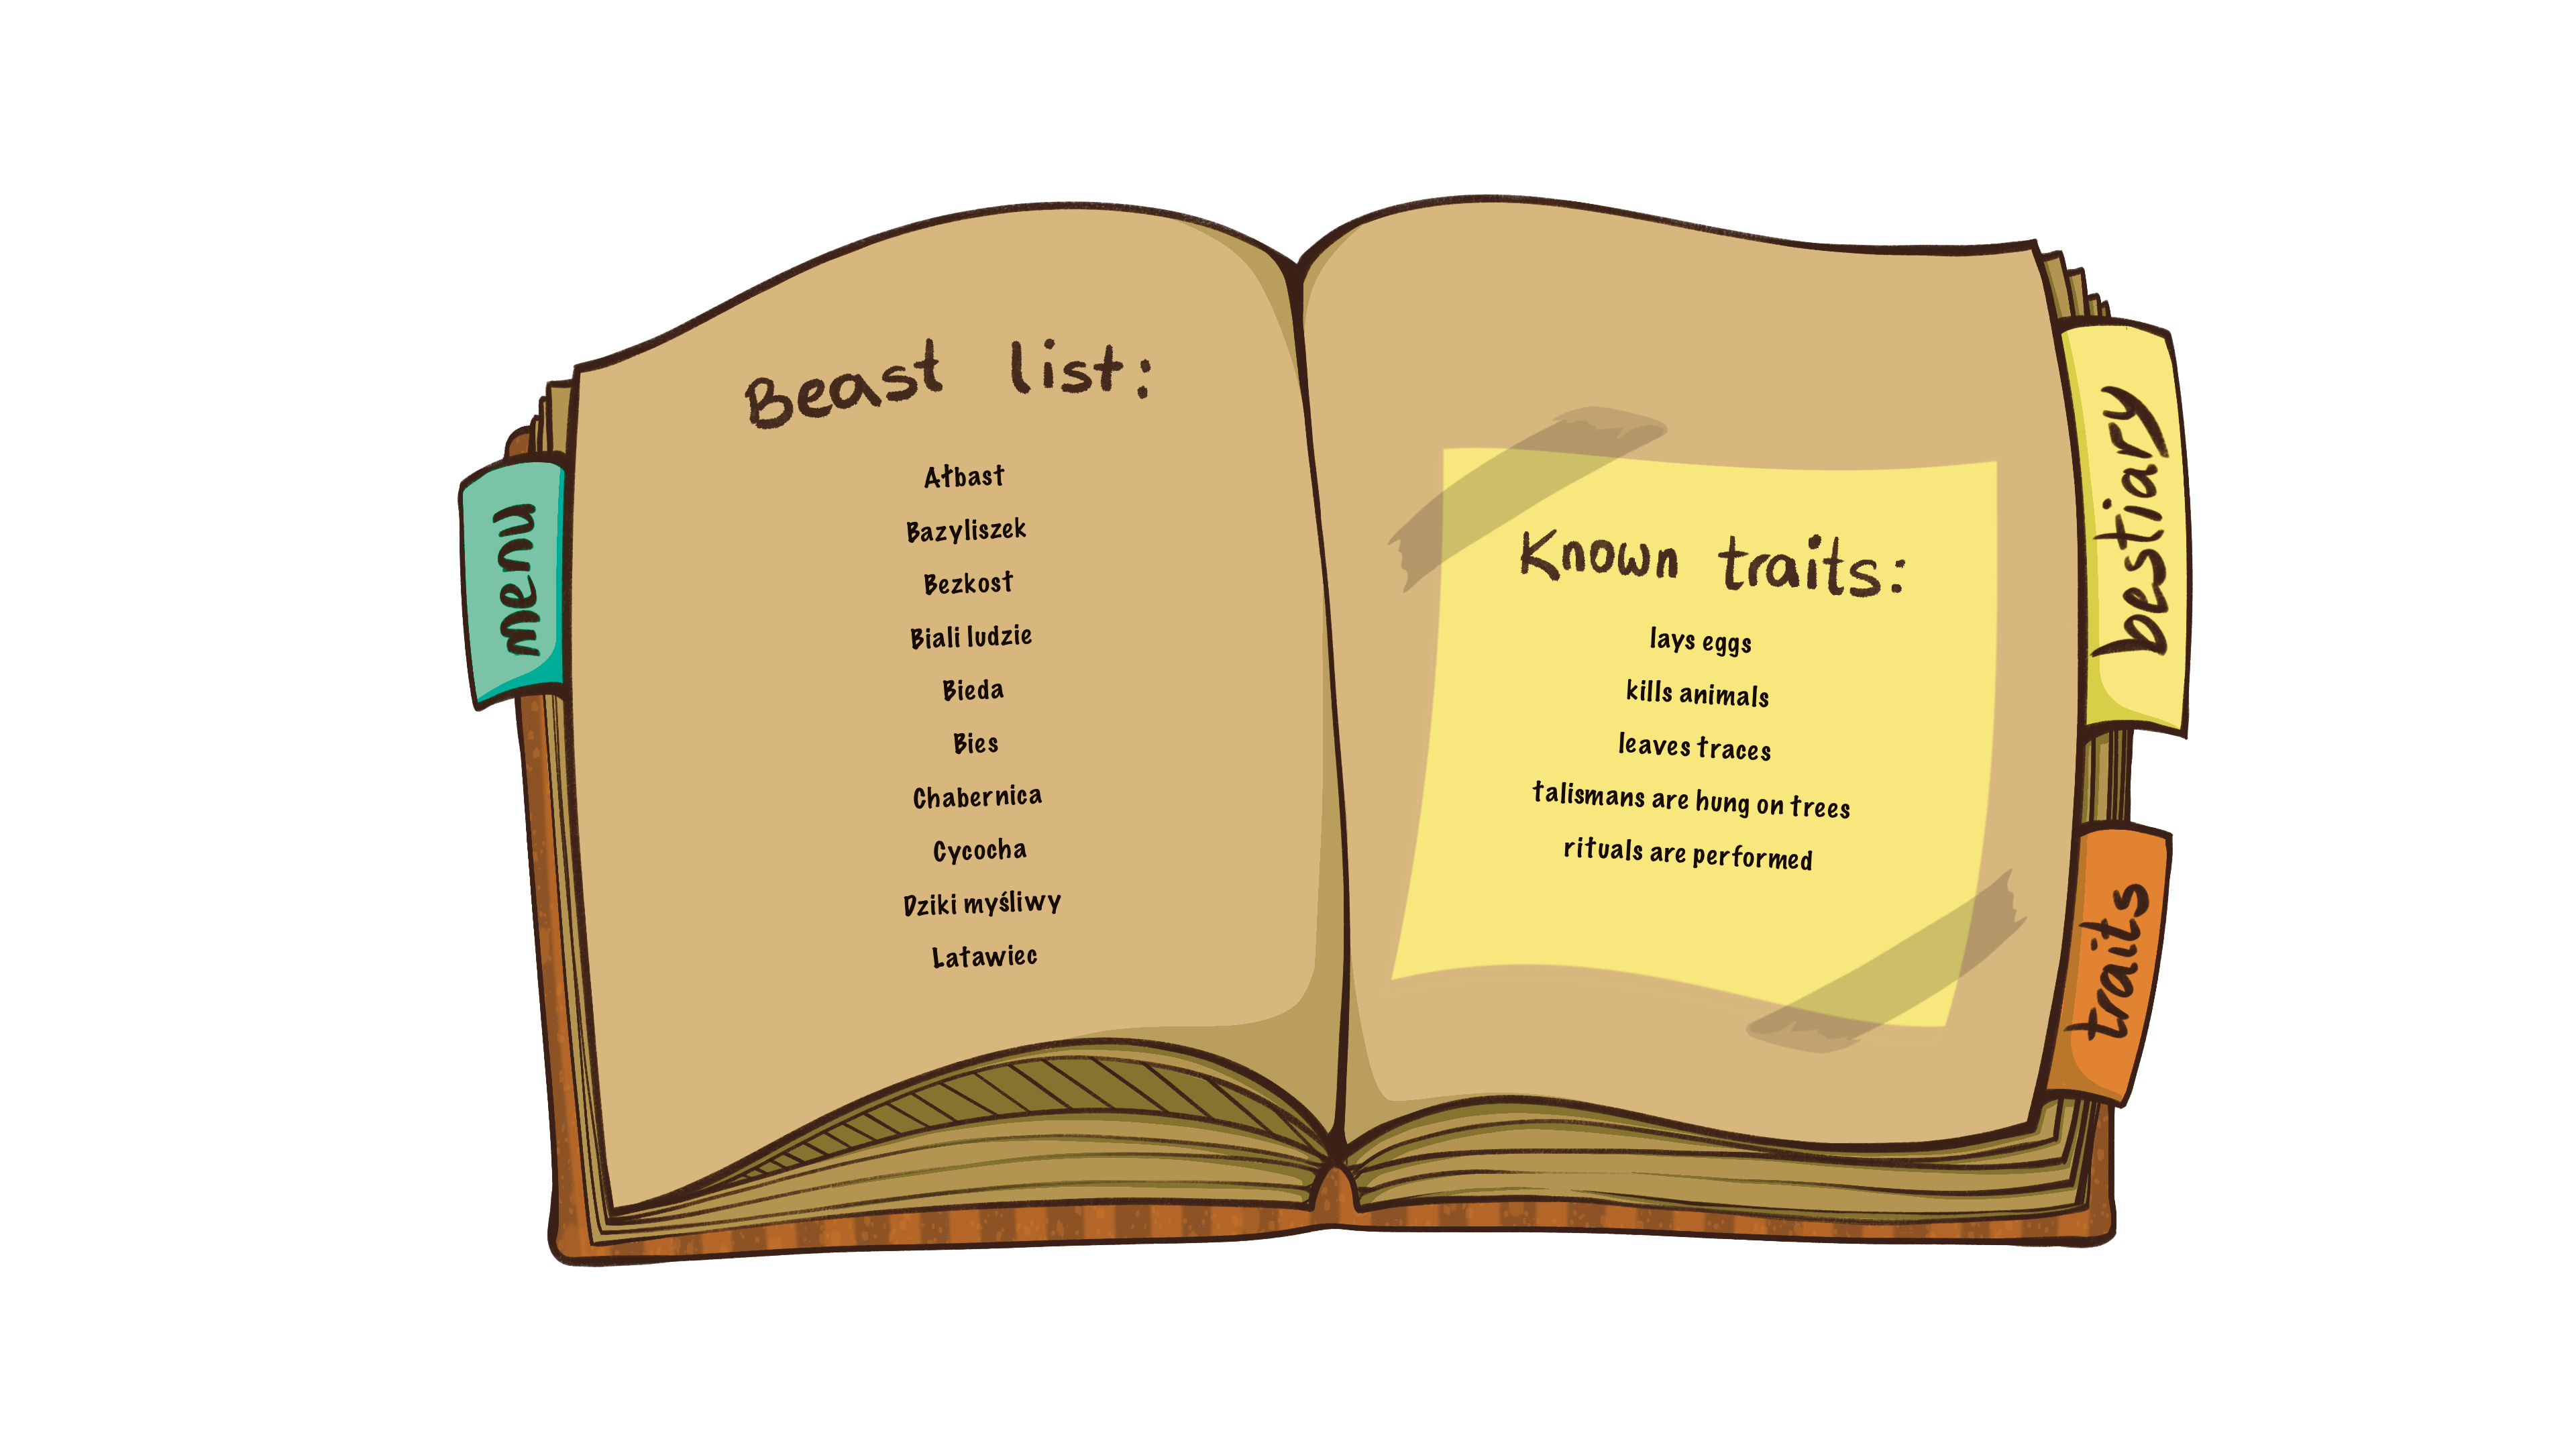 menu
Beast list:
Ałbast
Bazyliszek
Bezkost
Biali ludzie
Bieda
Bies
Chabernica
Cycocha
Dziki myśliwy
Latawiec
Known traits:
lays eggs
kills animals
leaves traces
talismans are hung on trees
rituals are performed
bestiary
traits